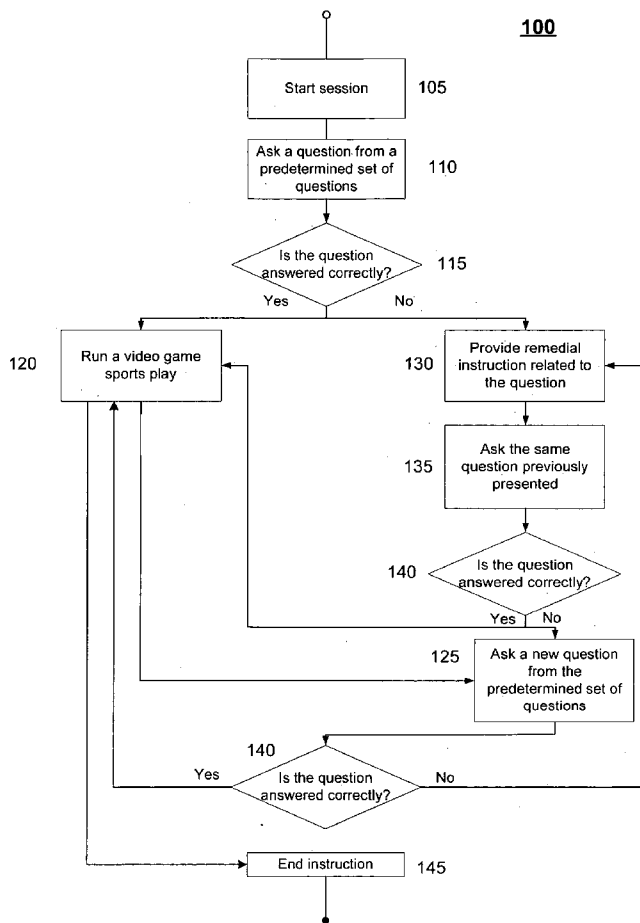 100
Start session
105
Ask a question from a
predetermined set of
questions
110
Is the question
answered correctly?
115
Yes
No
120
Run a video game
sports play
130
Provide remedial
instruction related to
the question
135
Ask the same
question previously
presented
140
Is the question
answered correctly?
Yes
No
125
Ask a new question
from the
predetermined set of
questions
140
Is the question
answered correctly?
Yes
No
End instruction
145